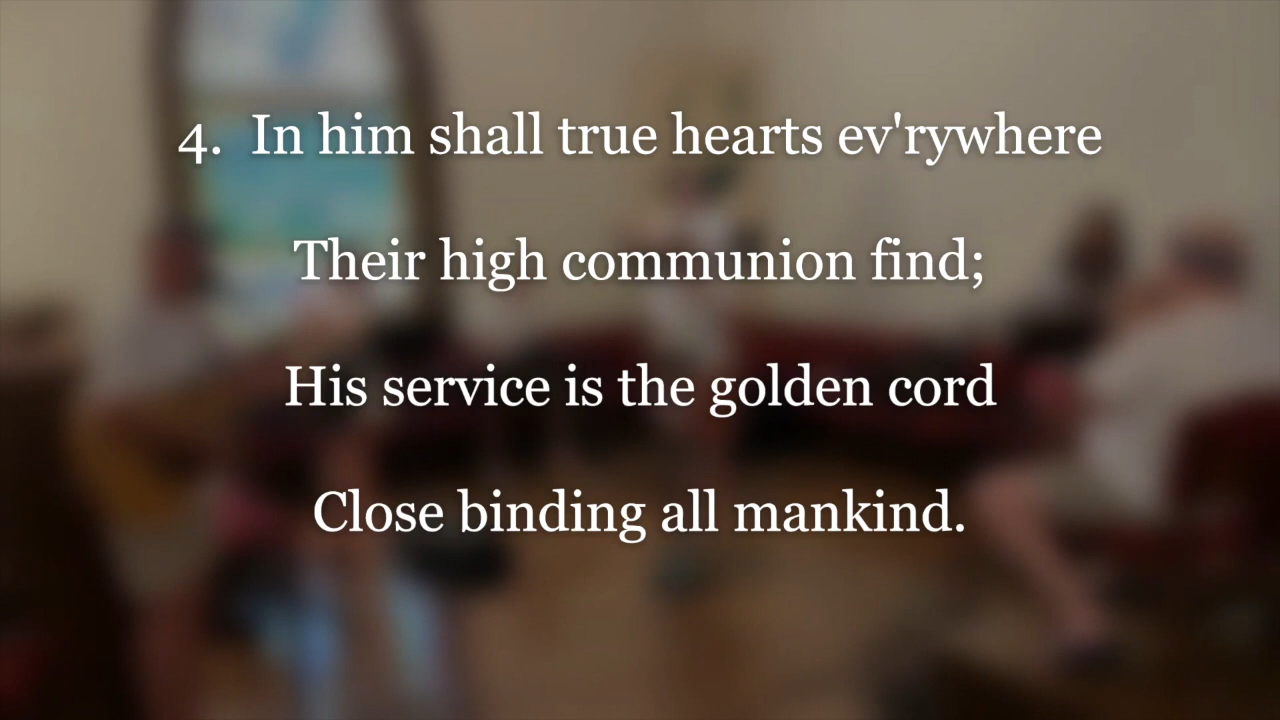 4. In him shall true hearts ev'rywhere
Their high communion find;
His service is the golden cord
Close binding all mankind.